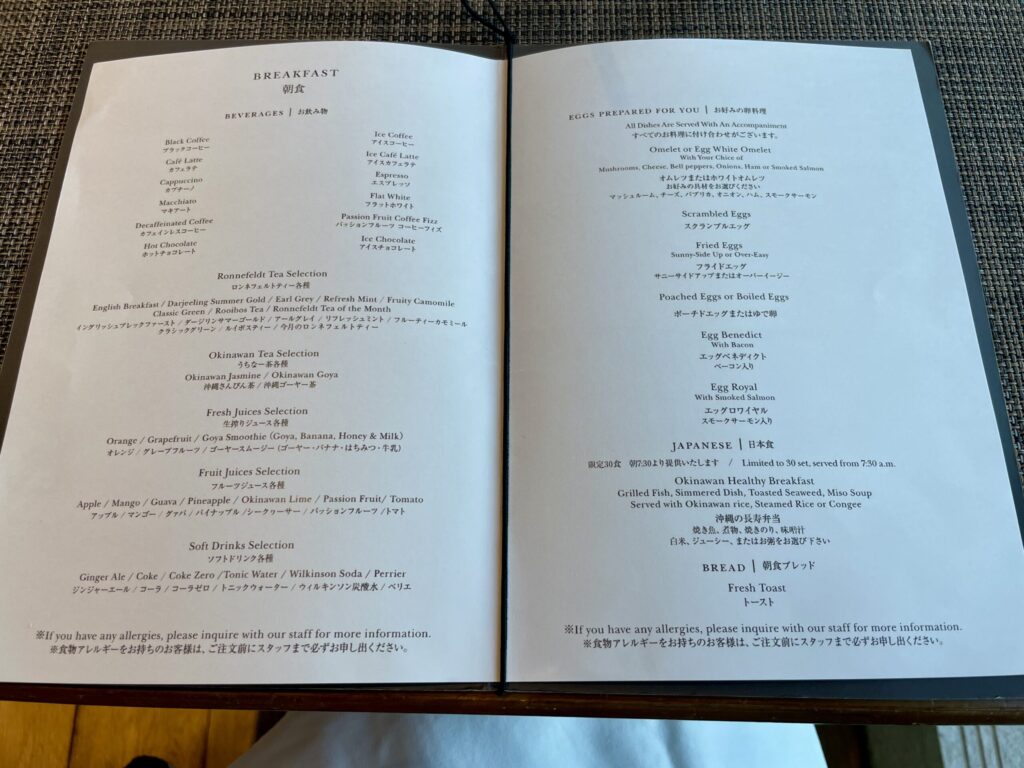 BREAKFAST
朝食
BEVERAGES | お飲み物
Black Coffee
ブラックコーヒー
Café Latte
カフェラテ
Cappuccino
カプチーノ
Macchiato
マキアート
Decaffeinated Coffee
カフェインレスコーヒー
Hot Chocolate
ホットチョコレート
Ice Coffee
アイスコーヒー
Ice Café Latte
アイスカフェラテ
Espresso
エスプレッソ
Flat White
フラットホワイト
Passion Fruit Coffee Fizz
パッションフルーツ コーヒーフィズ
Ice Chocolate
アイスチョコレート
Ronnefeldt Tea Selection
ロンネフェルトティー各種
English Breakfast / Darjeeling Summer Gold / Earl Grey / Refresh Mint / Fruity Camomile
Classic Green / Rooibos Tea / Ronnefeldt Tea of the Month
イングリッシュブレックファースト / ダージリンサマーゴールド / アールグレイ / リフレッシュミント / フルーティーカモミール
クラシックグリーン / ルイボスティー / 今月のロンネフェルトティー
Okinawan Tea Selection
うちなー茶各種
Okinawan Jasmine / Okinawan Goya
沖縄さんぴん茶 / 沖縄ゴーヤー茶
Fresh Juices Selection
生搾りジュース各種
Orange / Grapefruit / Goya Smoothie (Goya, Banana, Honey & Milk)
オレンジ / グレープフルーツ / ゴーヤースムージー (ゴーヤー・バナナ・はちみつ・牛乳)
Fruit Juices Selection
フルーツジュース各種
Apple / Mango / Guava / Pineapple / Okinawan Lime / Passion Fruit/ Tomato
アップル / マンゴー / グァバ / パイナップル /シークヮーサー / パッションフルーツ /トマト
Soft Drinks Selection
ソフトドリンク各種
Ginger Ale / Coke / Coke Zero /Tonic Water / Wilkinson Soda / Perrier
ジンジャーエール / コーラ / コーラゼロ / トニックウォーター / ウィルキンソン炭酸水 / ペリエ
※If you have any allergies, please inquire with our staff for more information.
※食物アレルギーをお持ちのお客様は、ご注文前にスタッフまで必ずお申し出ください。
EGGS PREPARED FOR YOU | お好みの卵料理
All Dishes Are Served With An Accompaniment
すべてのお料理に付け合わせがございます。
Omelet or Egg White Omelet
With Your Chice of
Mushrooms, Cheese, Bell peppers, Onions, Ham or Smoked Salmon
オムレツまたはホワイトオムレツ
お好みの具材をお選びください
マッシュルーム、チーズ、パプリカ、オニオン、ハム、スモークサーモン
Scrambled Eggs
スクランブルエッグ
Fried Eggs
Sunny-Side Up or Over-Easy
フライドエッグ
サニーサイドアップまたはオーバーイージー
Poached Eggs or Boiled Eggs
ポーチドエッグまたはゆで卵
Egg Benedict
With Bacon
エッグベネディクト
ベーコン入り
Egg Royal
With Smoked Salmon
エッグロワイヤル
スモークサーモン入り
JAPANESE | 日本食
限定30食 朝7:30より提供いたします / Limited to 30 set, served from 7:30 a.m.
Okinawan Healthy Breakfast
Grilled Fish, Simmered Dish, Toasted Seaweed, Miso Soup
Served with Okinawan rice, Steamed Rice or Congee
沖縄の長寿弁当
焼き魚、煮物、焼きのり、味噌汁
白米、ジューシー、またはお粥をお選び下さい
BREAD | 朝食ブレッド
Fresh Toast
トースト
※If you have any allergies, please inquire with our staff for more information.
※食物アレルギーをお持ちのお客様は、ご注文前にスタッフまで必ずお申し出ください。